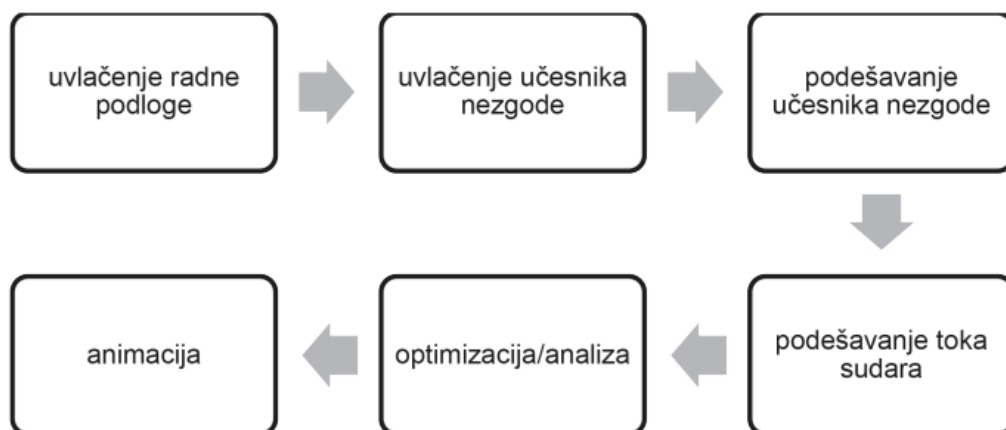 uvlačenje radne
podloge
uvlačenje učesnika
nezgode
podešavanje
učesnika nezgode
podešavanje toka
sudara
optimizacija/analiza
animacija